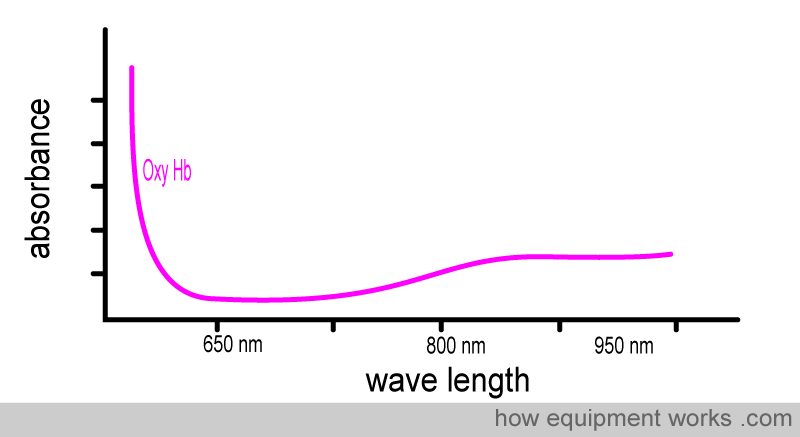 absorbance
Oxy Hb
650 nm
800 nm
950 nm
wave length
how equipment works .com